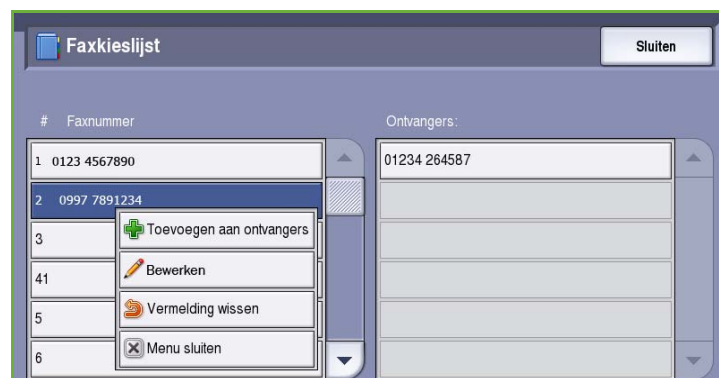 Faxkieslijst
Sluiten
# Faxnummer
Ontvangers:
1 0123 4567890
01234 264587
2 0997 7891234
Toevoegen aan ontvangers
3
Bewerken
41
Vermelding wissen
5
Menu sluiten
6